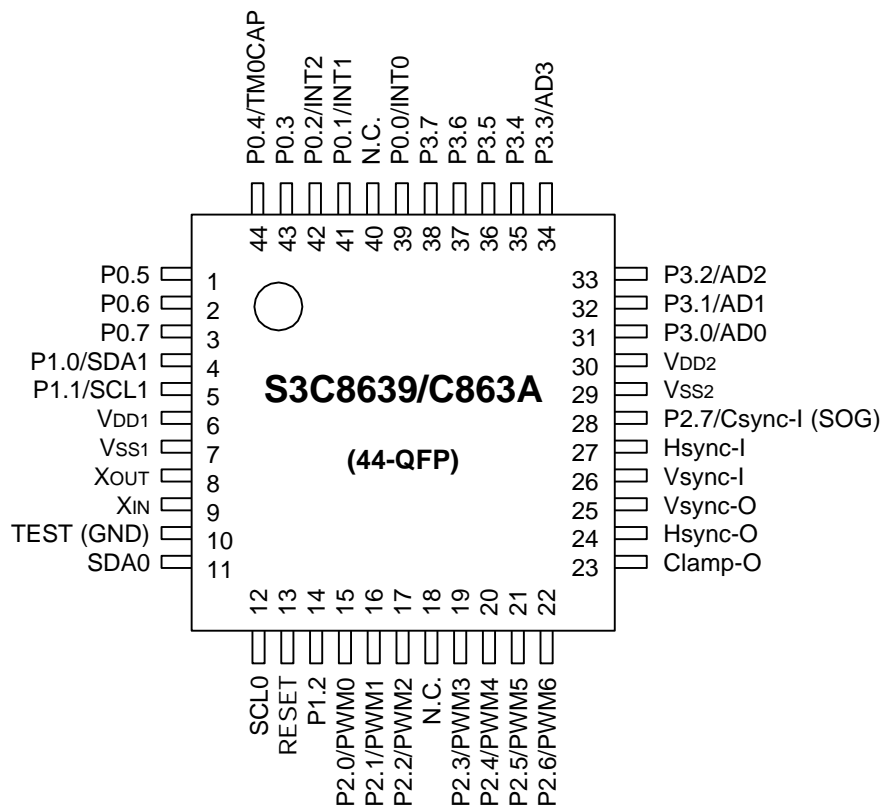 P0.4/TM0CAP
P0.3
P0.2/INT2
P0.1/INT1
N.C.
P0.0/INT0
P3.7
P3.6
P3.5
P3.4
P3.3/AD3
44
43
42
41
40
39
38
37
36
35
34
P0.5 1
P0.6 2
P0.7 3
P1.0/SDA1 4
P1.1/SCL1 5
VDD1 6
VSS1 7
XOUT 8
XIN 9
TEST (GND) 10
SDA0 11
S3C8639/C863A
(44-QFP)
33 P3.2/AD2
32 P3.1/AD1
31 P3.0/AD0
30 VDD2
29 VSS2
28 P2.7/Csync-I (SOG)
27 Hsync-I
26 Vsync-I
25 Vsync-O
24 Hsync-O
23 Clamp-O
12
13
14
15
16
17
18
19
20
21
22
SCL0
RESET
P1.2
P2.0/PWM0
P2.1/PWM1
P2.2/PWM2
N.C.
P2.3/PWM3
P2.4/PWM4
P2.5/PWM5
P2.6/PWM6